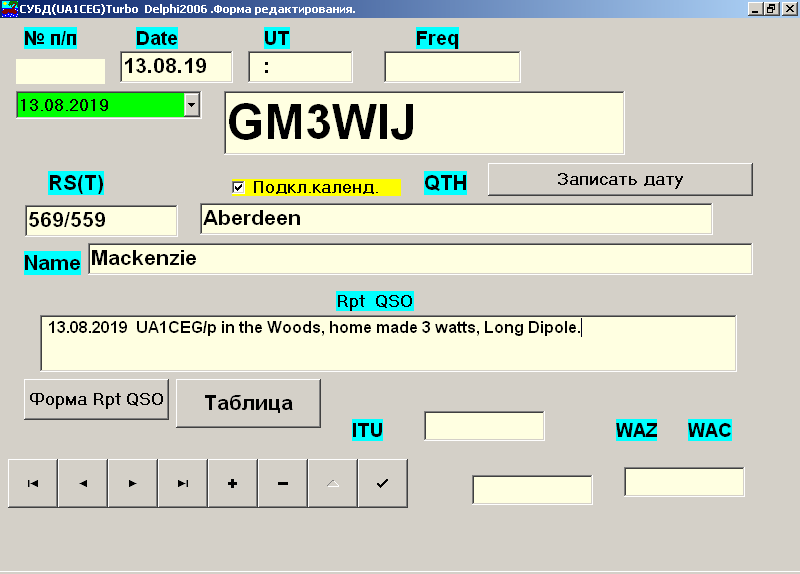 СУБД(UA1CEG)Turbo Delphi2006 .Форма редактирования.
№ п/п Date UT Freq
13.08.19 :
13.08.2019
GM3WIJ
RS(T) Подкл.календ. QTH Записать дату
569/559 Aberdeen
Name Mackenzie
Rpt QSO
13.08.2019 UA1CEG/p in the Woods, home made 3 watts, Long Dipole.
Форма Rpt QSO Таблица
ITU WAZ WAC